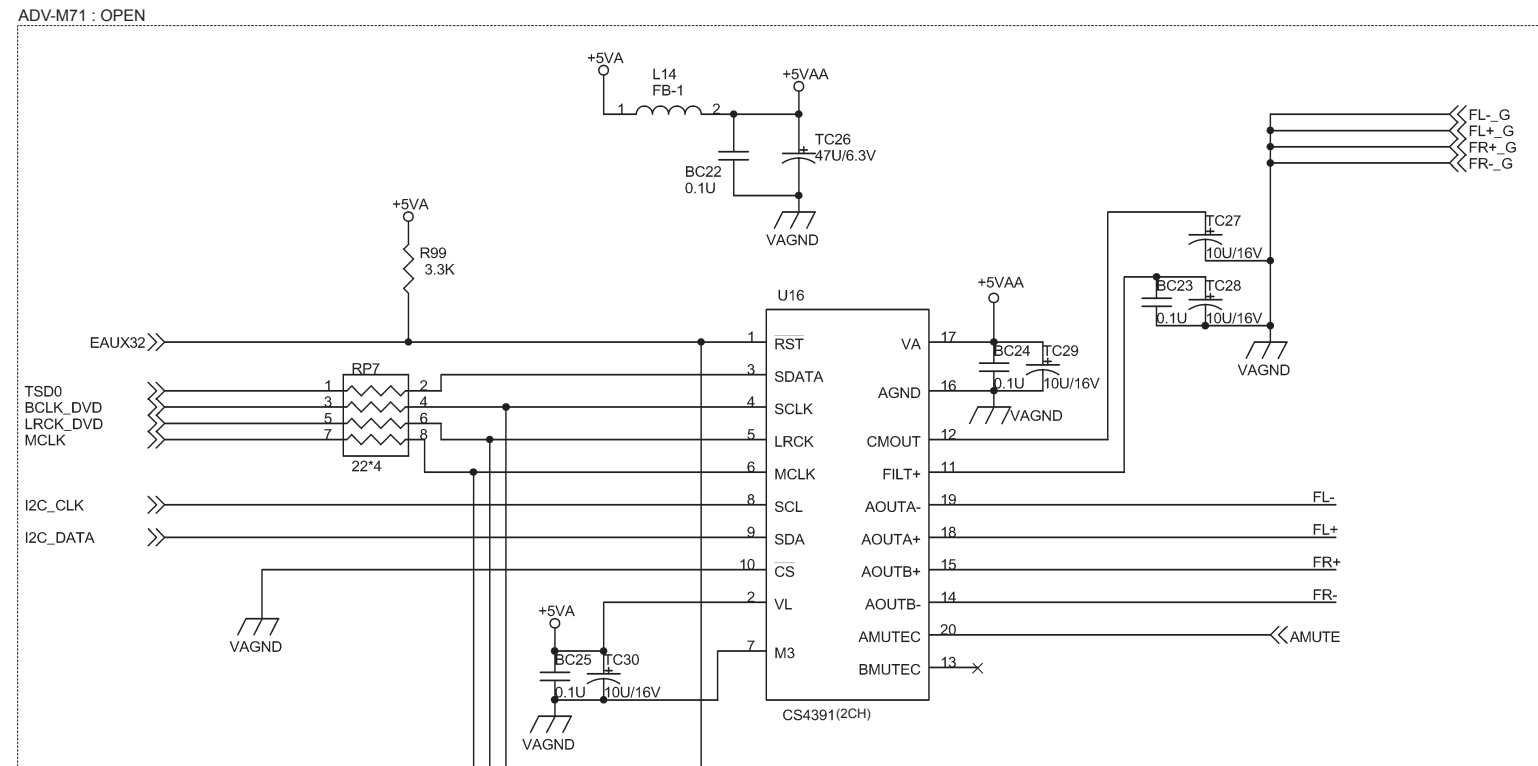 ADV-M71 : OPEN
+5VA
L14
FB-1
1
2
+5VAA
TC26
47U/6.3V
BC22
0.1U
VAGND
FL-_G
FL+_G
FR+_G
FR-_G
+5VA
R99
3.3K
TC27
10U/16V
BC23
TC28
0.1U
10U/16V
VAGND
+5VAA
U16
EAUX32
1
RST
VA
17
BC24
TC29
0.1U
10U/16V
VAGND
RP7
TSD0
1
2
3
SDATA
AGND
16
BCLK_DVD
3
4
4
SCLK
LRCK_DVD
5
6
5
LRCK
CMOUT
12
MCLK
7
8
22*4
6
MCLK
FILT+
11
I2C_CLK
8
SCL
AOUTA-
19
FL-
I2C_DATA
9
SDA
AOUTA+
18
FL+
10
CS
AOUTB+
15
FR+
VAGND
+5VA
2
VL
AOUTB-
14
FR-
AMUTEC
20
AMUTE
BC25
TC30
0.1U
10U/16V
7
M3
BMUTEC
13
VAGND
CS4391(2CH)